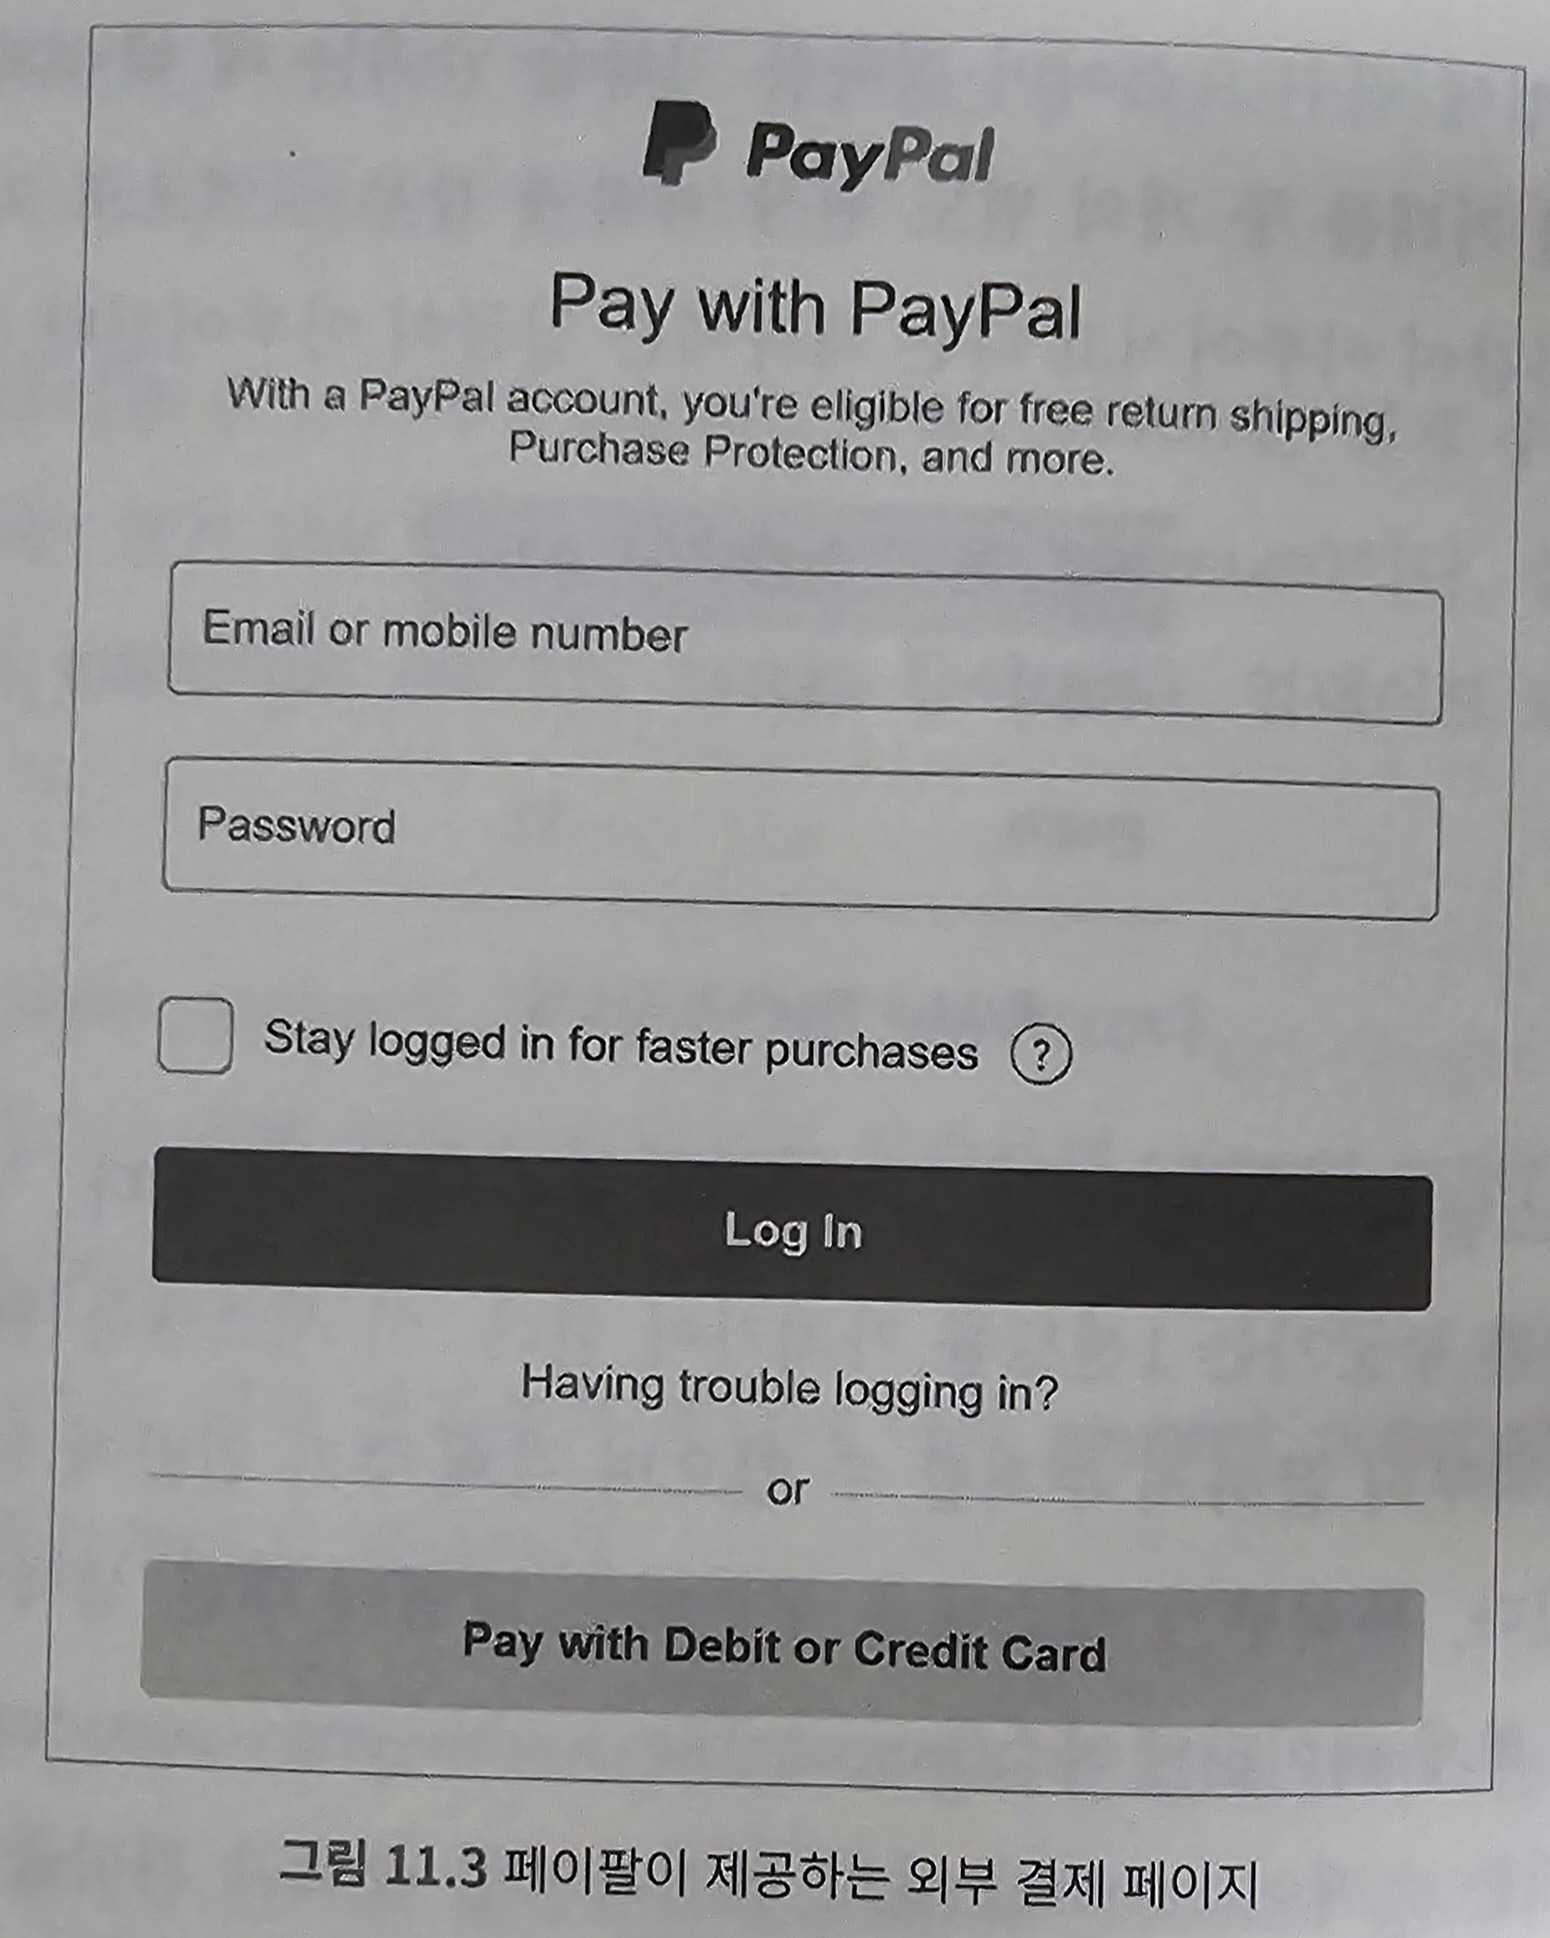 PayPal
Pay with PayPal
With a PayPal account, you're eligible for free return shipping,
Purchase Protection, and more.
Email or mobile number
Password
Stay logged in for faster purchases ?
Log In
Having trouble logging in?
or
Pay with Debit or Credit Card
그림 11.3 페이팔이 제공하는 외부 결제 페이지